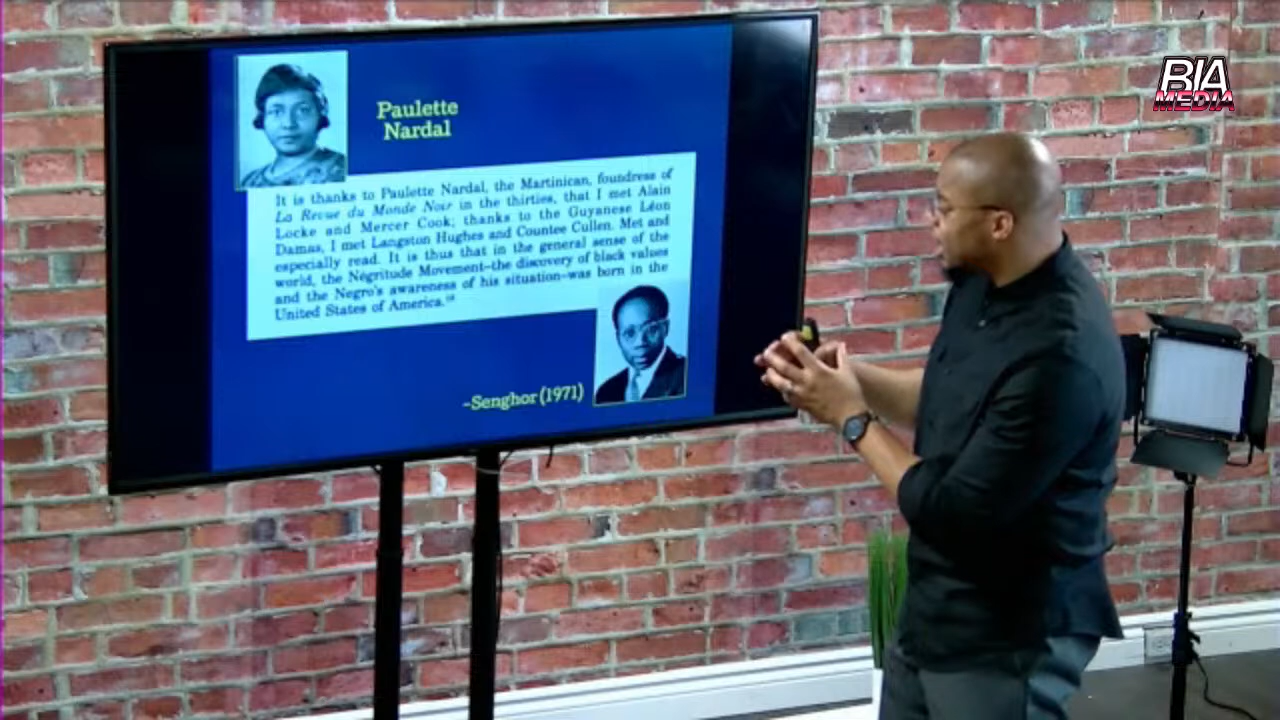 BIA
MEDIA
Paulette
Nardal
It is thanks to Paulette Nardal, the Martinican, foundress of
La Revue du Monde Noir in the thirties, that I met Alain
Locke and Mercer Cook; thanks to the Guyanese Léon
Damas, I met Langston Hughes and Countee Cullen. Met and
especially read. It is thus that in the general sense of the
world, the Négritude Movement–the discovery of black values
and the Negro's awareness of his situation–was born in the
United States of America.
–Senghor (1971)